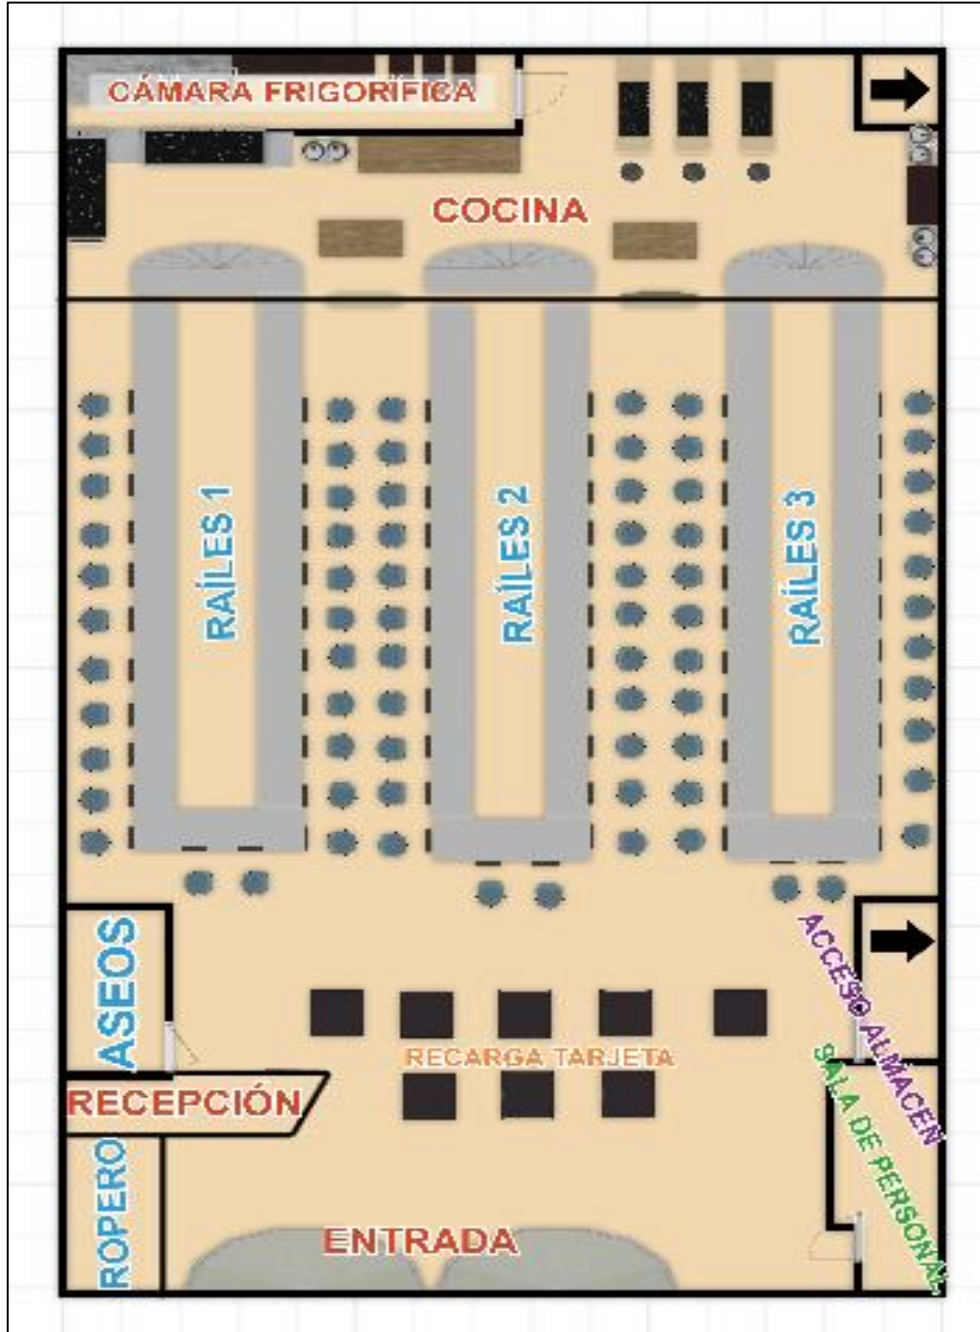 CÁMARA FRIGORÍFICA
COCINA
RAÍLES 1
RAÍLES 2
RAÍLES 3
ASEOS
ACCESO ALMACEN
RECARGA TARJETA
RECEPCIÓN
SALA DE PERSONAL
ROPERO
ENTRADA